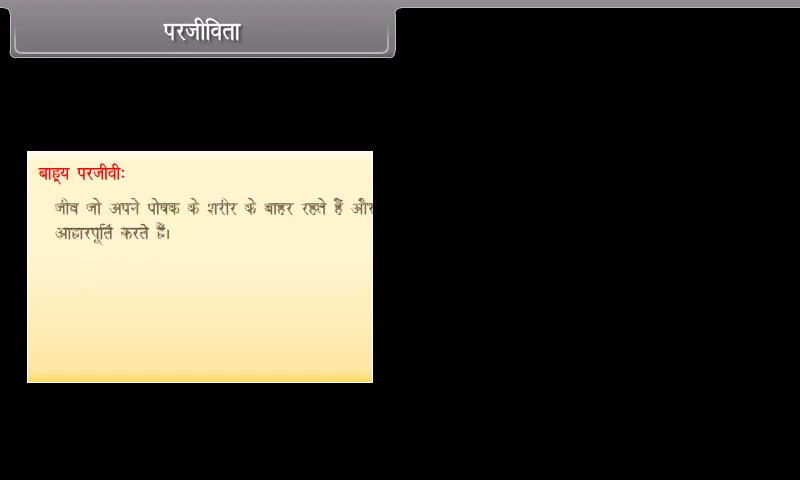 परजीविता
बाह्य परजीवीः
जीव जो अपने पोषक के शरीर के बाहर रहते हैं और
आहारपूर्ति करते हैं।